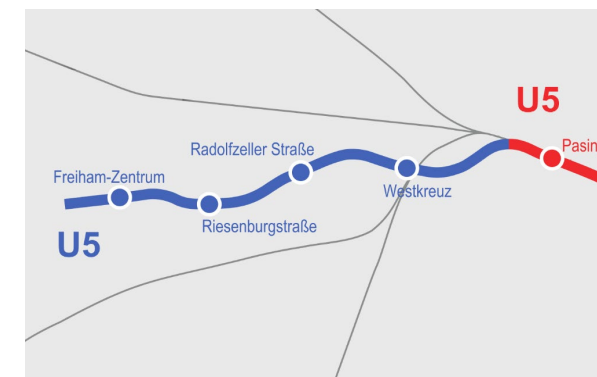 U5
Pasin
Radolfzeller Straße
Freiham-Zentrum
Westkreuz
Riesenburgstraße
U5